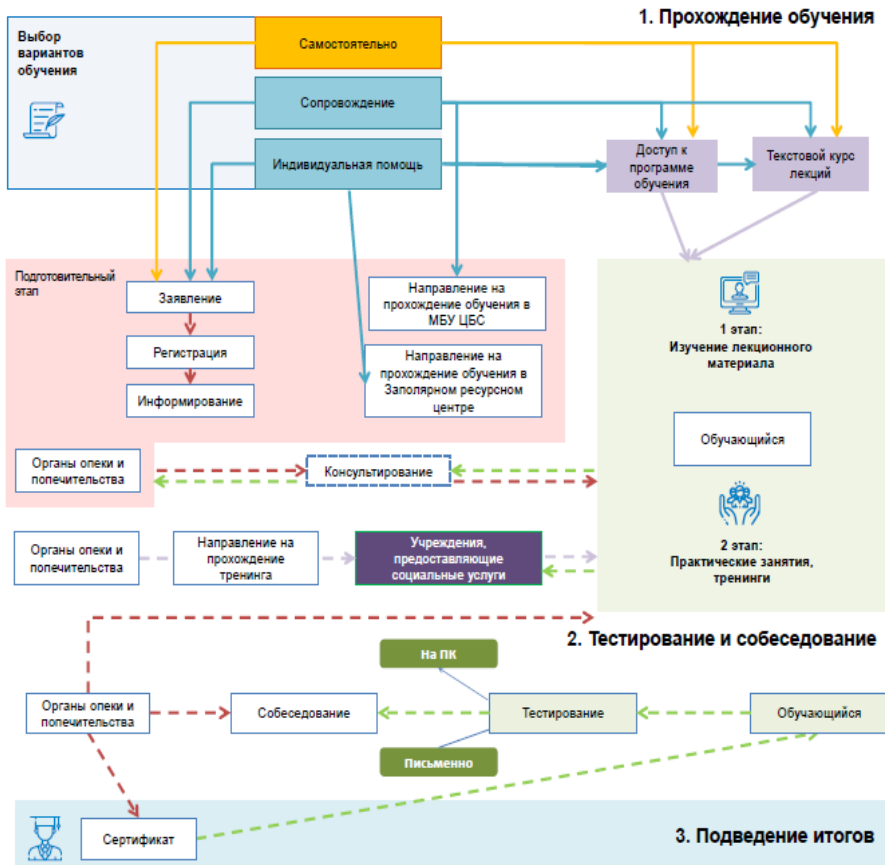 1. Прохождение обучения
Выбор
вариантов
обучения
Самостоятельно
Сопровождение
Индивидуальная помощь
Доступ к
программе
обучения
Текстовой курс
лекций
Подготовительный
этап
Заявление
Регистрация
Информирование
Направление на
прохождение обучения в
МБУ ЦБС
Направление на
прохождение обучения в
Заполярном ресурсном
центре
1 этап:
Изучение лекционного
материала
Обучающийся
Органы опеки и
попечительства
Консультирование
Органы опеки и
попечительства
Направление на
прохождение
тренинга
Учреждения,
предоставляющие
социальные услуги
2 этап:
Практические занятия,
тренинги
2. Тестирование и собеседование
На ПК
Органы опеки и
попечительства
Собеседование
Тестирование
Обучающийся
Письменно
Сертификат
3. Подведение итогов